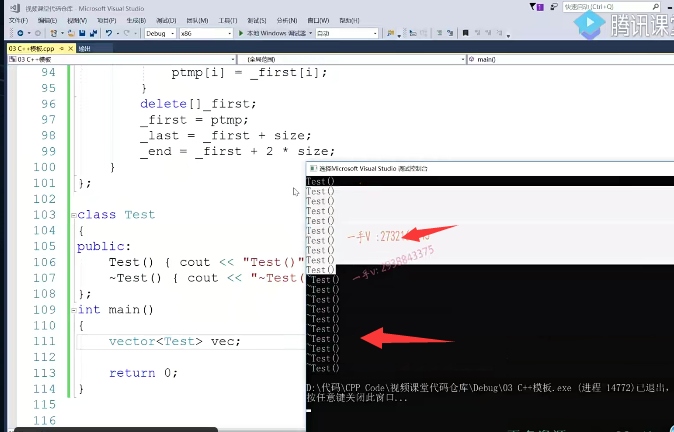 视频课堂代码仓库 - Microsoft Visual Studio
快速启动(Ctrl+Q)
文件(F) 编辑(E) 视图(V) 项目(P) 生成(B) 调试(D) 团队(M) 工具(T) 测试(S) 分析(N) 窗口(W) 帮助(H)
Debug x86 本地 Windows 调试器 自动
腾讯课堂
03 C++模板.cpp 输出
03 C++模板 (全局范围) main()
94 ptmp[i] = _first[i];
95 }
96 delete[]_first;
97 _first = ptmp;
98 _last = _first + size;
99 _end = _first + 2 * size;
100 }
101 };
102
103 class Test
104 {
105 public:
106 Test() { cout << "Test()"
107 ~Test() { cout << "~Test(
108 };
109 int main()
110 {
111 vector<Test> vec;
112
113 return 0;
114 }
115
116
选择Microsoft Visual Studio 调试控制台
Test()
Test()
Test()
Test()
Test()
Test()
Test()
Test()
Test()
Test()
~Test()
~Test()
~Test()
~Test()
~Test()
~Test()
~Test()
~Test()
~Test()
~Test()
一手V
一手v: 2938843375
D:\代码\CPP Code\视频课堂代码仓库\Debug\03 C++模板.exe (进程 14772)已退出,
按任意键关闭此窗口...